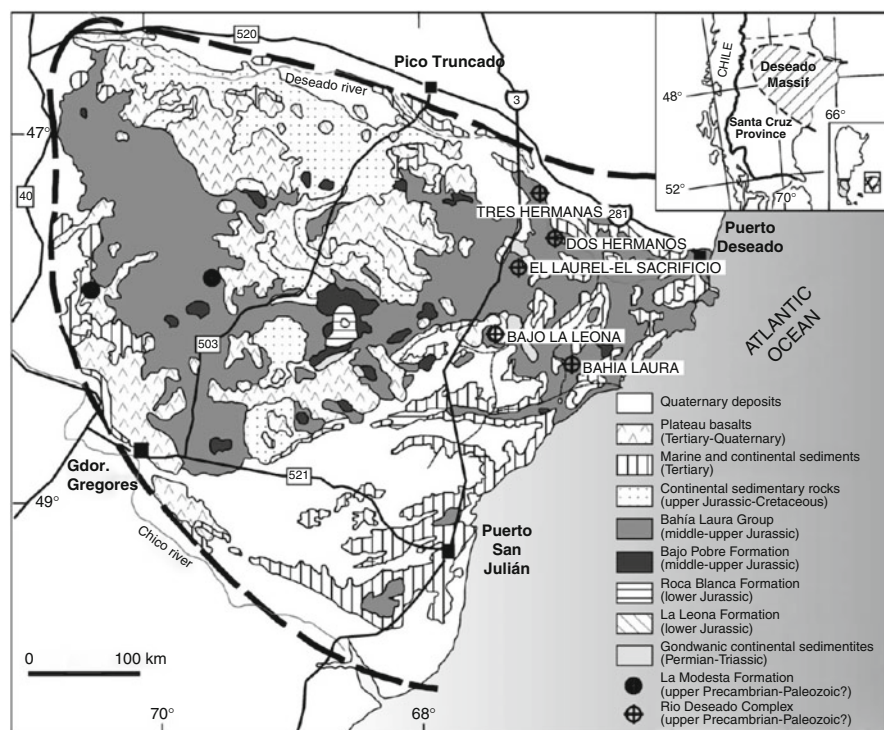 520
Pico Truncado
Deseado river
3
47°
40
TRES HERMANAS
281
DOS HERMANOS
Puerto
Deseado
EL LAUREL-EL SACRIFICIO
503
BAJO LA LEONA
BAHIA LAURA
ATLANTIC
OCEAN
Gdor.
Gregores
521
49°
Chico river
Puerto
San
Julián
0
100 km
70°
68°
CHILE
Deseado
Massif
48°
66°
Santa Cruz
Province
52°
70°
Quaternary deposits
Plateau basalts
(Tertiary-Quaternary)
Marine and continental sediments
(Tertiary)
Continental sedimentary rocks
(upper Jurassic-Cretaceous)
Bahía Laura Group
(middle-upper Jurassic)
Bajo Pobre Formation
(middle-upper Jurassic)
Roca Blanca Formation
(lower Jurassic)
La Leona Formation
(lower Jurassic)
Gondwanic continental sedimentites
(Permian-Triassic)
La Modesta Formation
(upper Precambrian-Paleozoic?)
Rio Deseado Complex
(upper Precambrian-Paleozoic?)